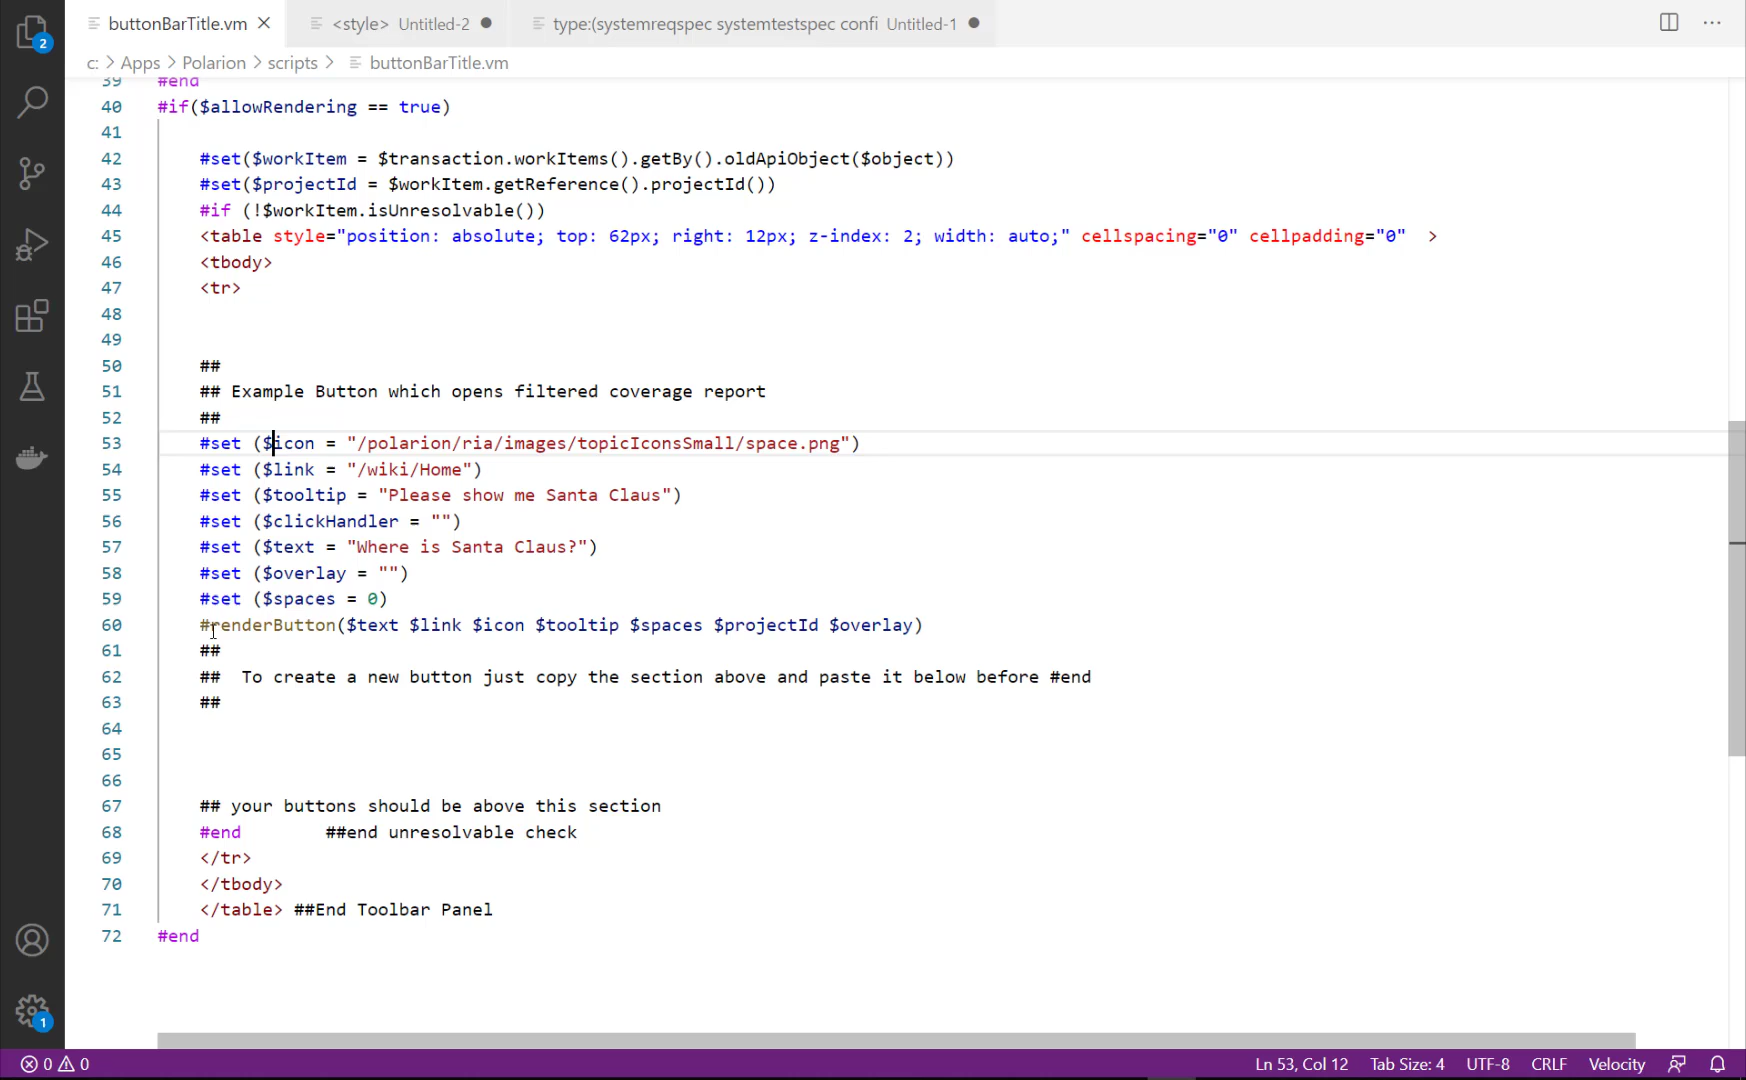 buttonBarTitle.vm
<style> Untitled-2
type:(systemreqspec systemtestspec confi Untitled-1
c: > Apps > Polarion > scripts > buttonBarTitle.vm
2
39 #end
40 #if($allowRendering == true)
41
42 #set($workItem = $transaction.workItems().getBy().oldApiObject($object))
43 #set($projectId = $workItem.getReference().projectId())
44 #if (!$workItem.isUnresolvable())
45 <table style="position: absolute; top: 62px; right: 12px; z-index: 2; width: auto;" cellspacing="0" cellpadding="0"  >
46 <tbody>
47 <tr>
48
49
50 ##
51 ## Example Button which opens filtered coverage report
52 ##
53 #set ($icon = "/polarion/ria/images/topicIconsSmall/space.png")
54 #set ($link = "/wiki/Home")
55 #set ($tooltip = "Please show me Santa Claus")
56 #set ($clickHandler = "")
57 #set ($text = "Where is Santa Claus?")
58 #set ($overlay = "")
59 #set ($spaces = 0)
60 #renderButton($text $link $icon $tooltip $spaces $projectId $overlay)
61 ##
62 ##  To create a new button just copy the section above and paste it below before #end
63 ##
64
65
66
67 ## your buttons should be above this section
68 #end        ##end unresolvable check
69 </tr>
70 </tbody>
71 </table> ##End Toolbar Panel
72 #end
1
0 0
Ln 53, Col 12 Tab Size: 4 UTF-8 CRLF Velocity